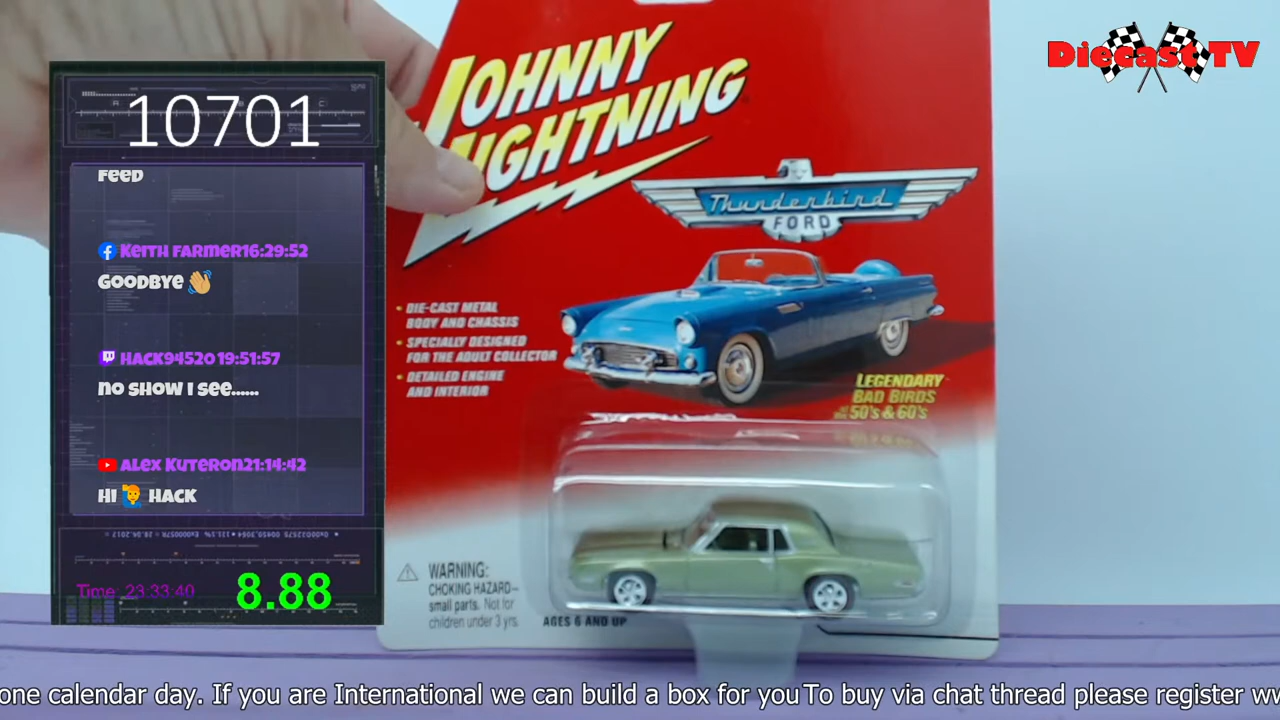 10701
FEED
Keith Farmer16:29:52
GOODBYE 👋
HACK94520 19:51:57
NO SHOW I SEE......
Alex Kuteron21:14:42
HI 🙋 HACK
Time: 23:33:40
8.88
JOHNNY
LIGHTNING
Thunderbird
FORD
• DIE-CAST METAL
BODY AND CHASSIS
• SPECIALLY DESIGNED
FOR THE ADULT COLLECTOR
• DETAILED ENGINE
AND INTERIOR
LEGENDARY
BAD BIRDS
50's & 60's
WARNING:
CHOKING HAZARD–
small parts. Not for
children under 3 yrs.
AGES 6 AND UP
Diecast TV
one calendar day. If you are International we can build a box for you To buy via chat thread please register ww